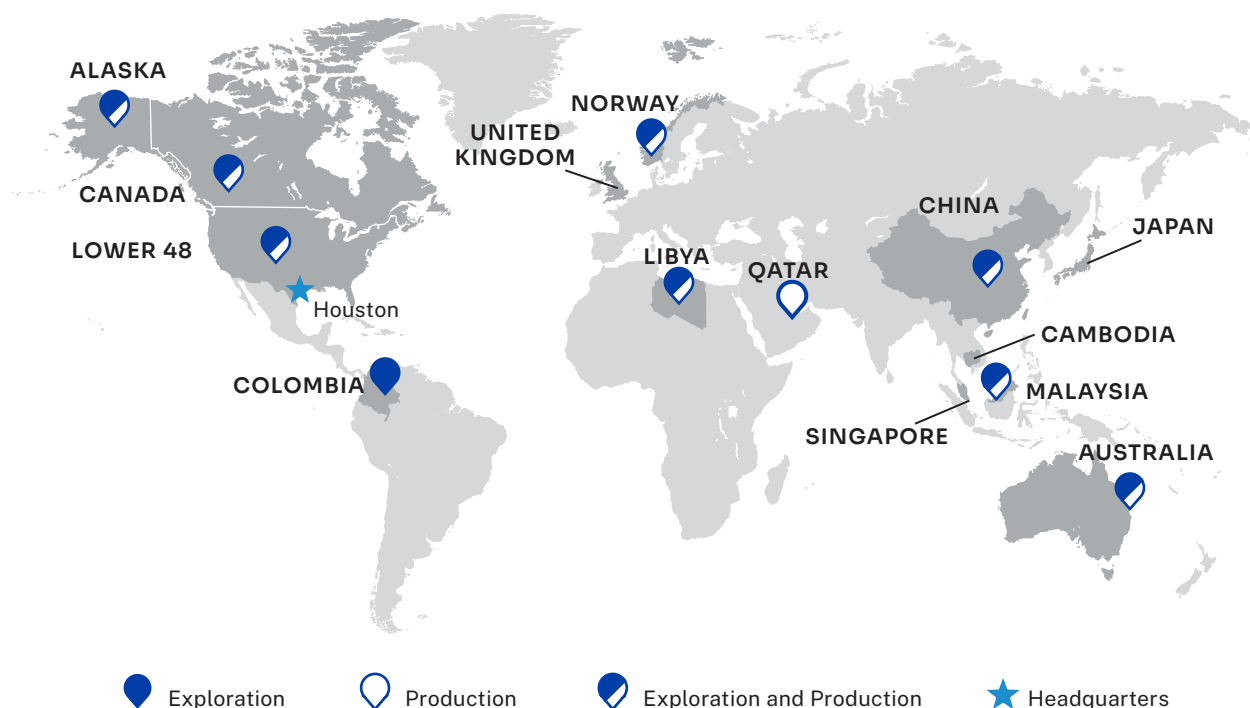 ALASKA
NORWAY
UNITED
KINGDOM
CANADA
CHINA
JAPAN
LOWER 48
LIBYA
QATAR
Houston
CAMBODIA
COLOMBIA
MALAYSIA
SINGAPORE
AUSTRALIA
Exploration
Production
Exploration and Production
Headquarters